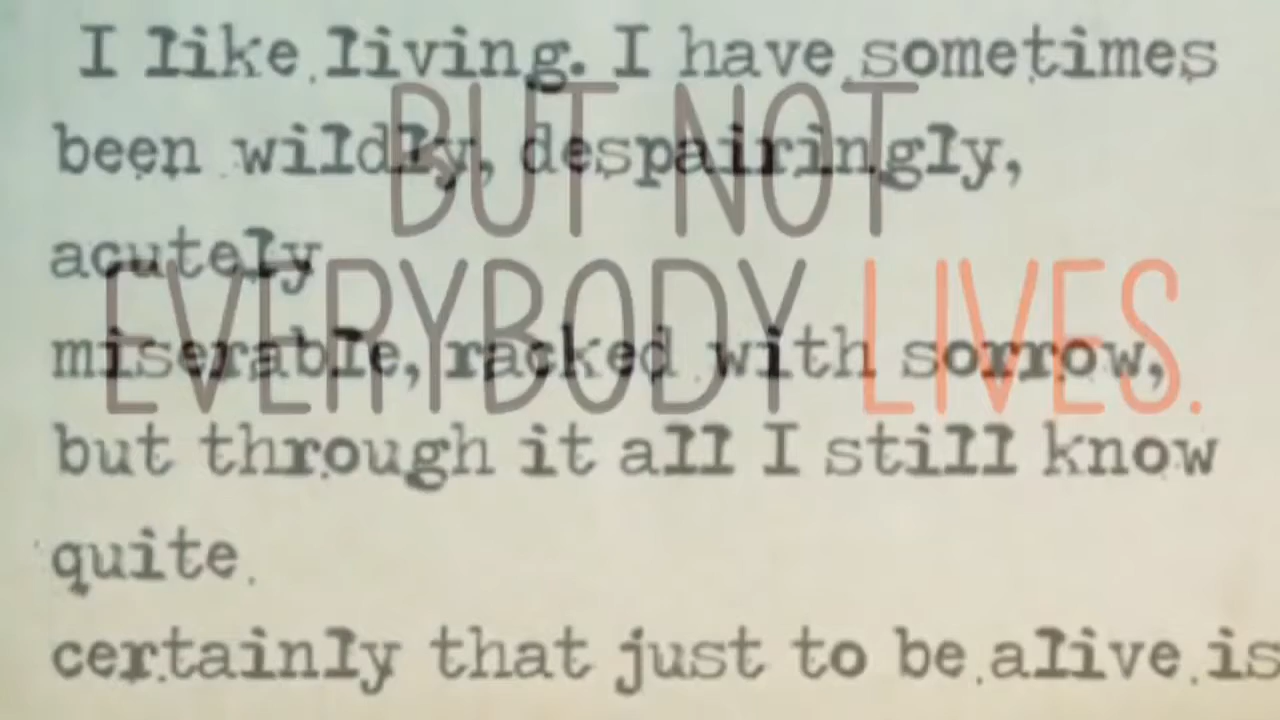 I like living. I have sometimes
BUT NOT
been wildly, despairingly,
acutely
EVERYBODY LIVES.
miserable, racked with sorrow,
but through it all I still know
quite
certainly that just to be alive is